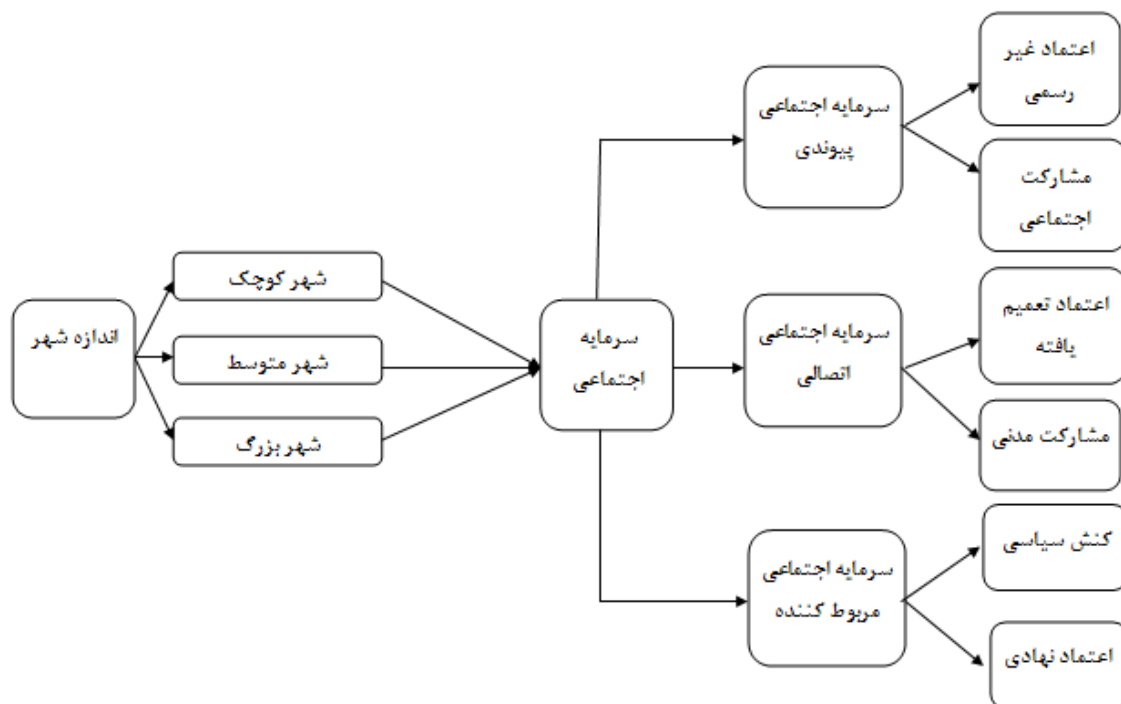 اندازه شهر
شهر کوچک
شهر متوسط
شهر بزرگ
سرمایه
اجتماعی
سرمایه اجتماعی
پیوندی
سرمایه اجتماعی
اتصالی
سرمایه اجتماعی
مربوط کننده
اعتماد غیر
رسمی
مشارکت
اجتماعی
اعتماد تعمیم
یافته
مشارکت مدنی
کنش سیاسی
اعتماد نهادی